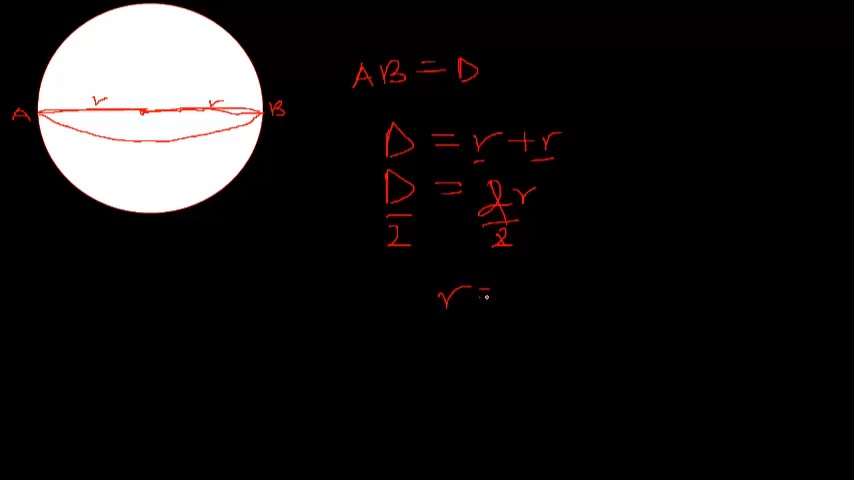 A r r B
AB = D
D = r + r
D = 2r
2 2
r =